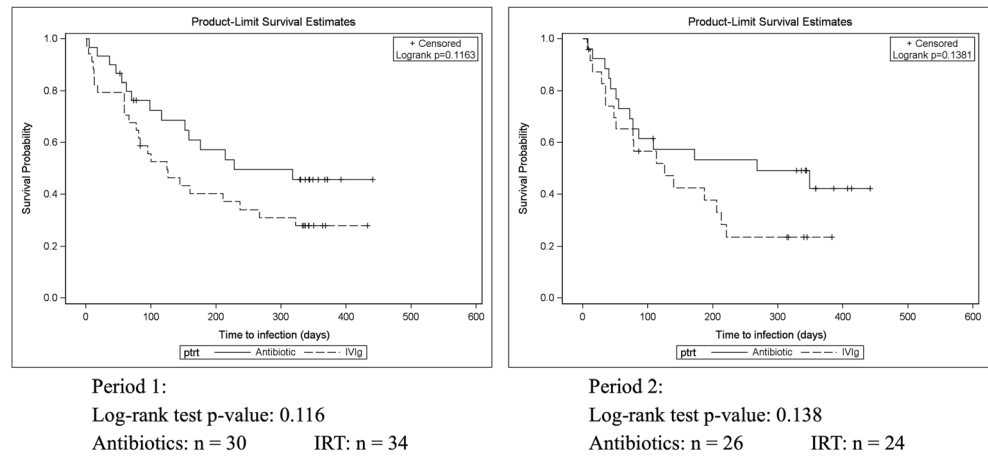 Product-Limit Survival Estimates
+ Censored
Logrank p=0.1163
1.0
0.8
0.6
0.4
0.2
0.0
Survival Probability
0 100 200 300 400 500 600
Time to infection (days)
ptrt Antibiotic IVIg
Period 1:
Log-rank test p-value: 0.116
Antibiotics: n = 30 IRT: n = 34
Product-Limit Survival Estimates
+ Censored
Logrank p=0.1381
1.0
0.8
0.6
0.4
0.2
0.0
Survival Probability
0 100 200 300 400 500 600
Time to infection (days)
ptrt Antibiotic IVIg
Period 2:
Log-rank test p-value: 0.138
Antibiotics: n = 26 IRT: n = 24